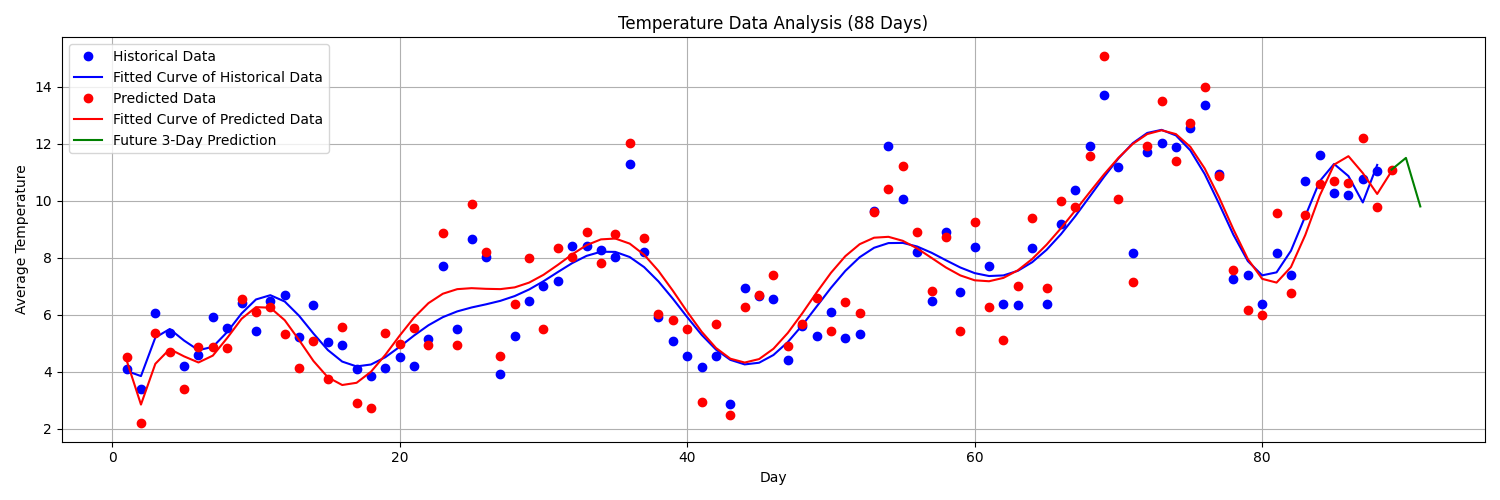 Temperature Data Analysis (88 Days)
Historical Data
Fitted Curve of Historical Data
Predicted Data
Fitted Curve of Predicted Data
Future 3-Day Prediction
Average Temperature
14
12
10
8
6
4
2
0
20
40
60
80
Day